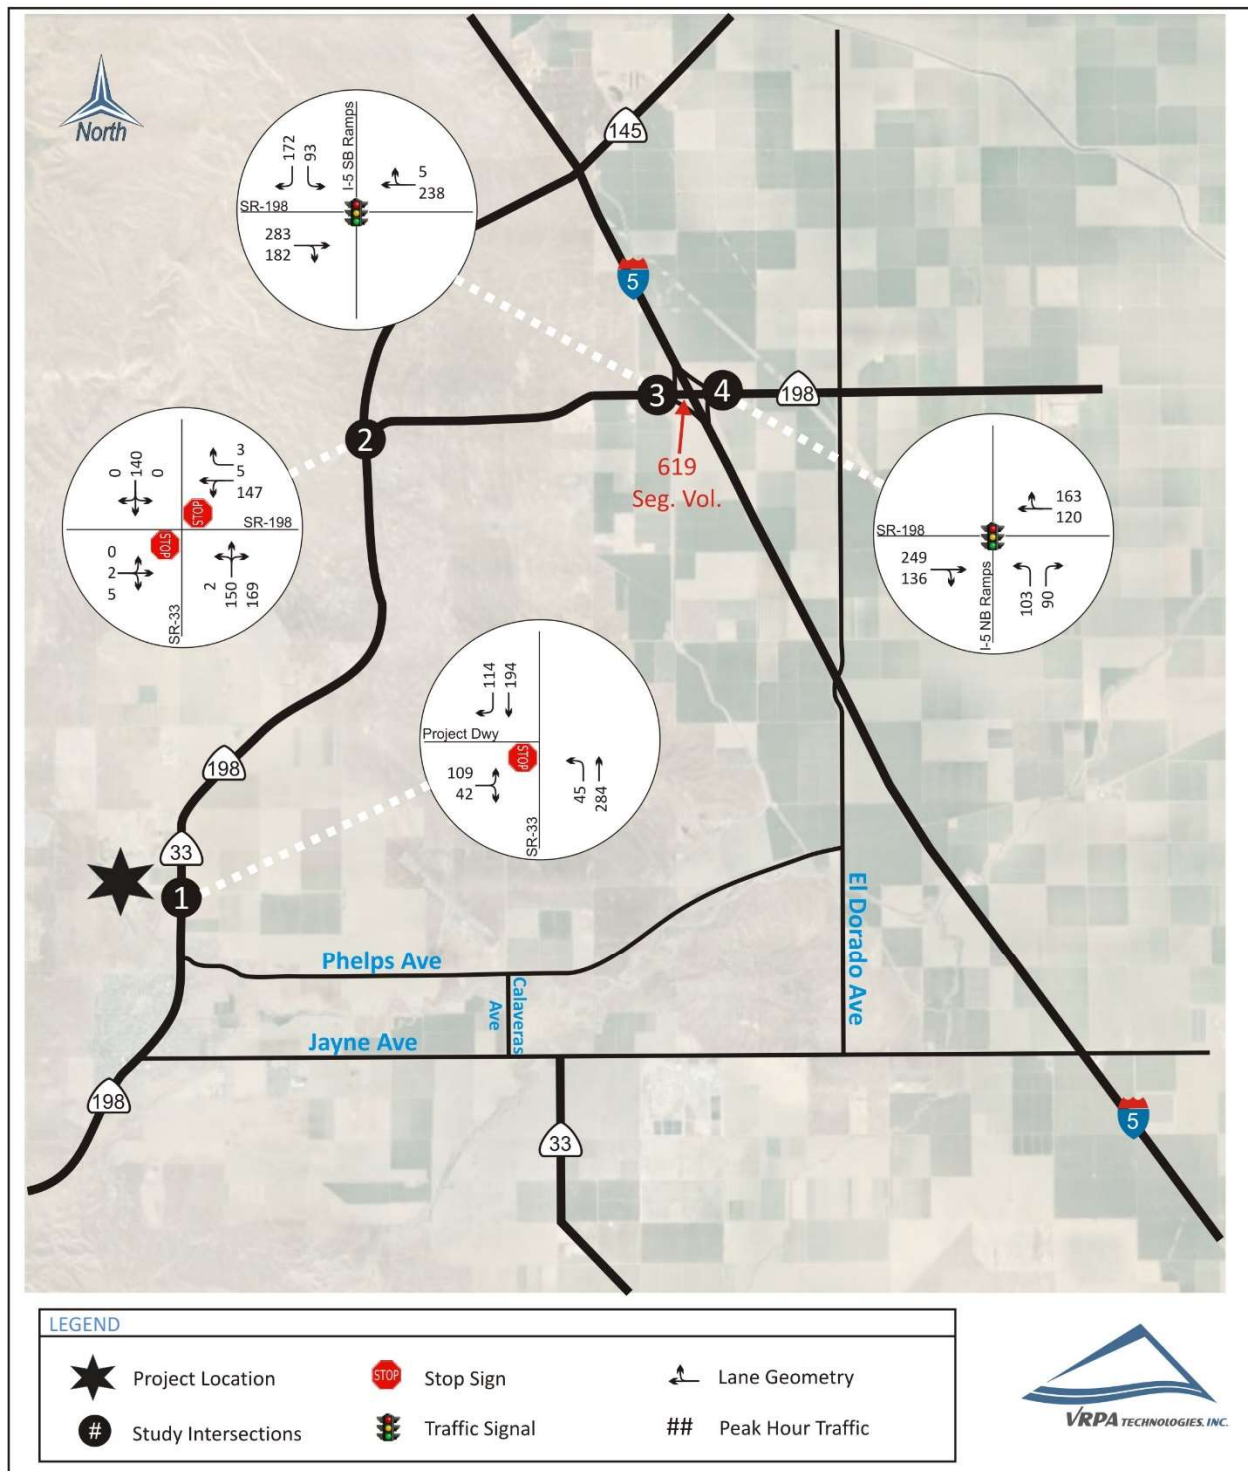 North
145
I-5 SB Ramps
172
93
5
238
SR-198
283
182
5
3
4
198
619
Seg. Vol.
2
0
140
0
3
5
147
STOP
SR-198
STOP
0
2
5
2
150
169
SR-33
163
120
SR-198
249
136
103
90
I-5 NB Ramps
114
194
Project Dwy
STOP
109
42
45
284
SR-33
198
33
1
Phelps Ave
Calaveras
Ave
El Dorado Ave
Jayne Ave
198
33
5
LEGEND
Project Location
STOP
Stop Sign
Lane Geometry
#
Study Intersections
Traffic Signal
##
Peak Hour Traffic
VRPA TECHNOLOGIES, INC.